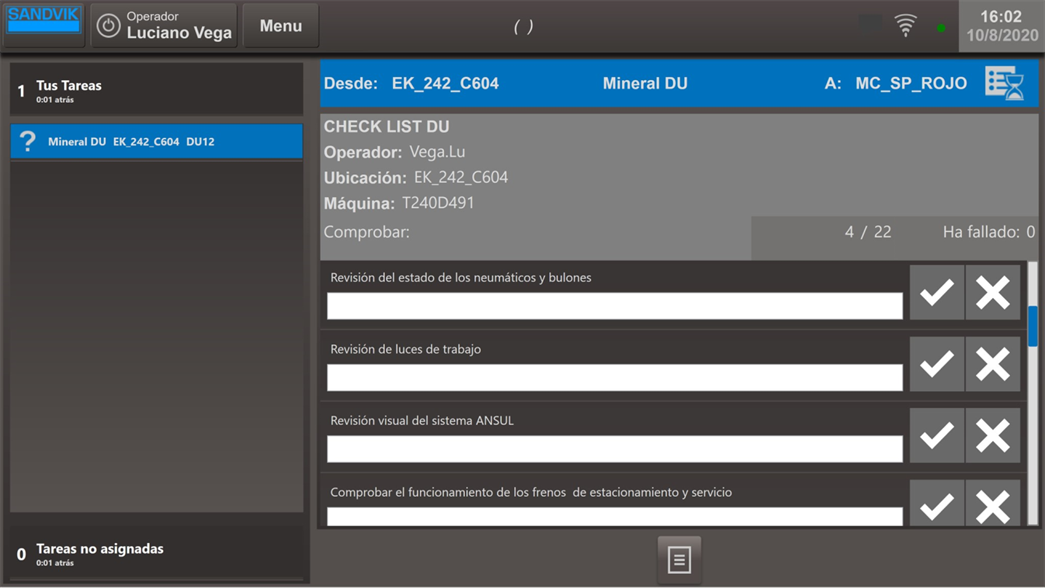 SANDVIK
Operador
Luciano Vega
Menu
( )
16:02
10/8/2020
1 Tus Tareas
0:01 atrás
? Mineral DU EK_242_C604 DU12
0 Tareas no asignadas
0:01 atrás
Desde: EK_242_C604 Mineral DU A: MC_SP_ROJO
CHECK LIST DU
Operador: Vega.Lu
Ubicación: EK_242_C604
Máquina: T240D491
Comprobar: 4 / 22 Ha fallado: 0
Revisión del estado de los neumáticos y bulones
Revisión de luces de trabajo
Revisión visual del sistema ANSUL
Comprobar el funcionamiento de los frenos de estacionamiento y servicio